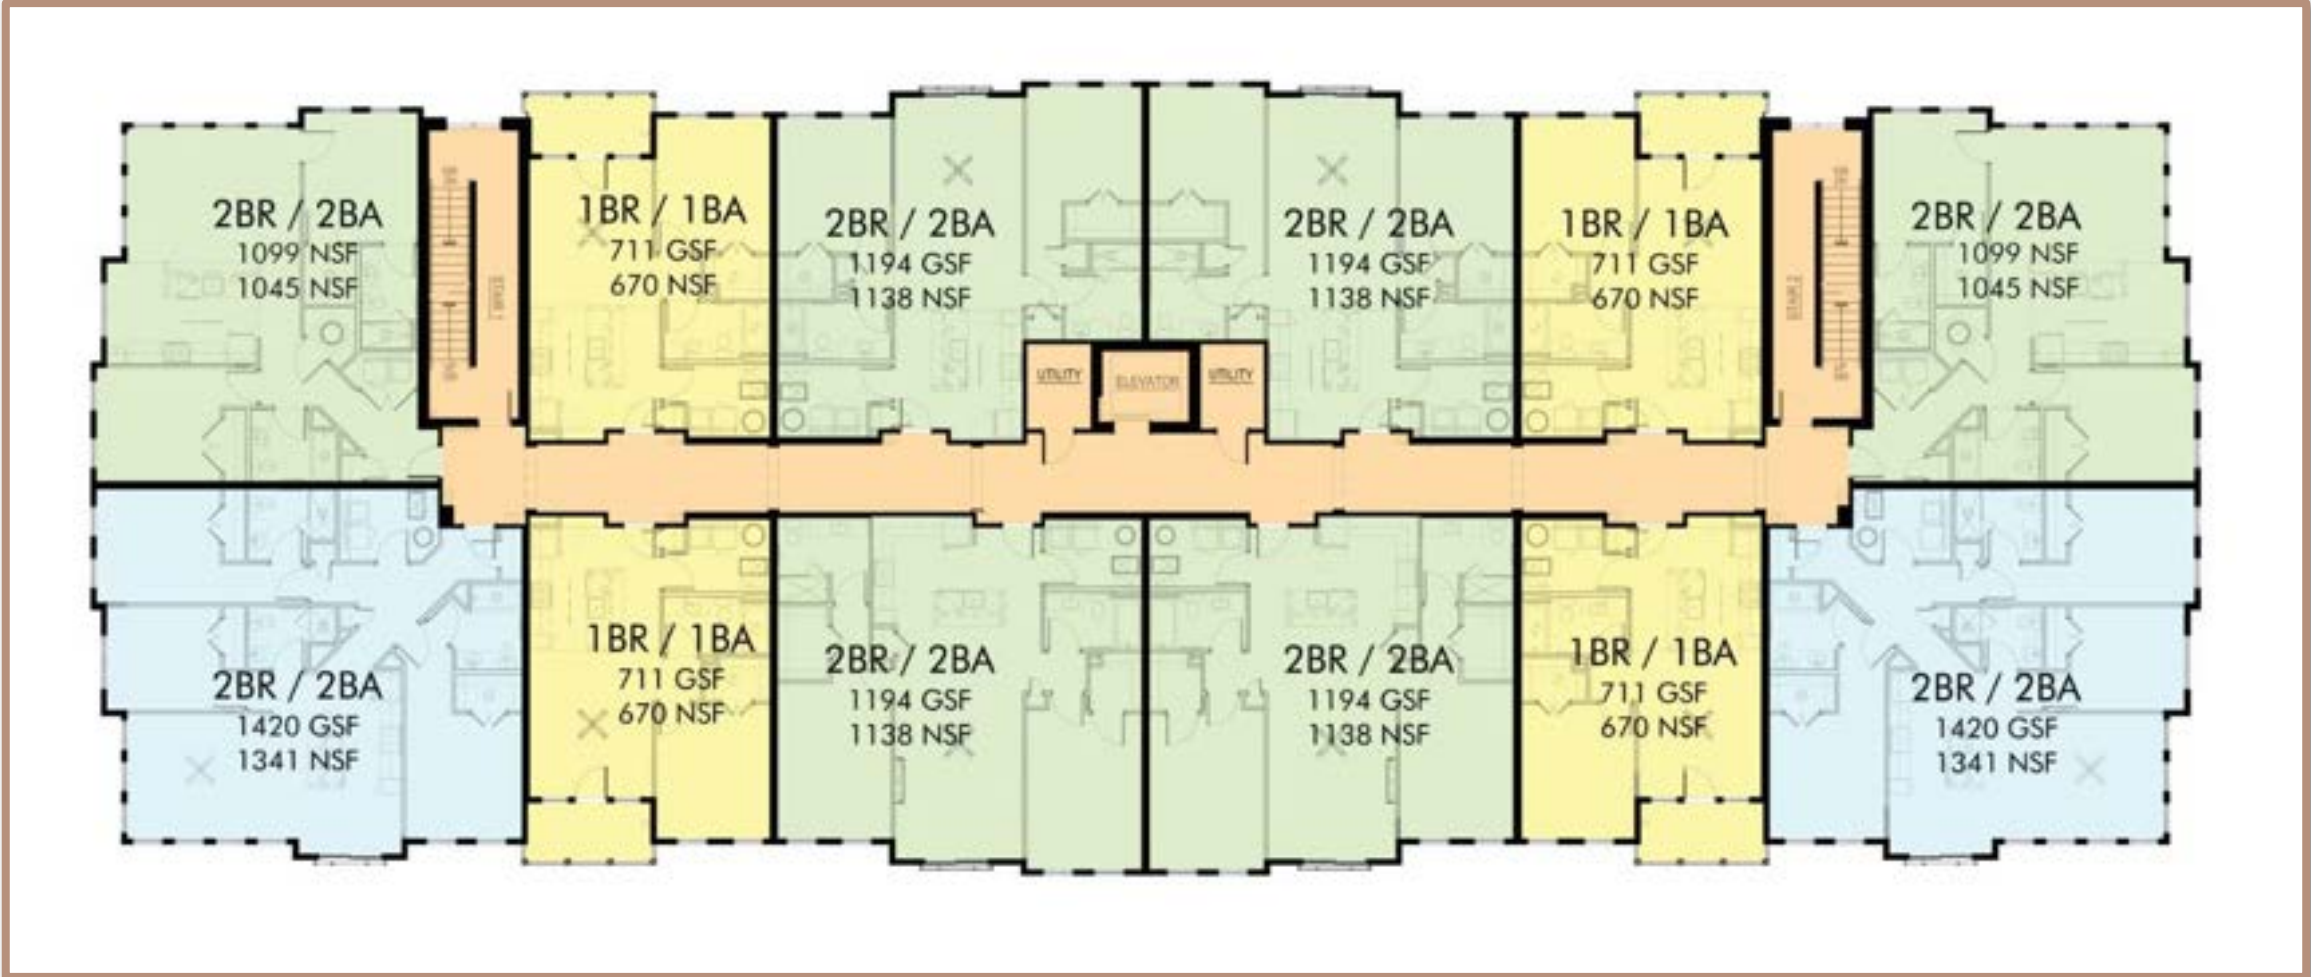 2BR / 2BA
1099 NSF
1045 NSF
1BR / 1BA
711 GSF
670 NSF
2BR / 2BA
1194 GSF
1138 NSF
2BR / 2BA
1194 GSF
1138 NSF
1BR / 1BA
711 GSF
670 NSF
2BR / 2BA
1099 NSF
1045 NSF
UTILITY
ELEVATOR
UTILITY
2BR / 2BA
1420 GSF
1341 NSF
1BR / 1BA
711 GSF
670 NSF
2BR / 2BA
1194 GSF
1138 NSF
2BR / 2BA
1194 GSF
1138 NSF
1BR / 1BA
711 GSF
670 NSF
2BR / 2BA
1420 GSF
1341 NSF